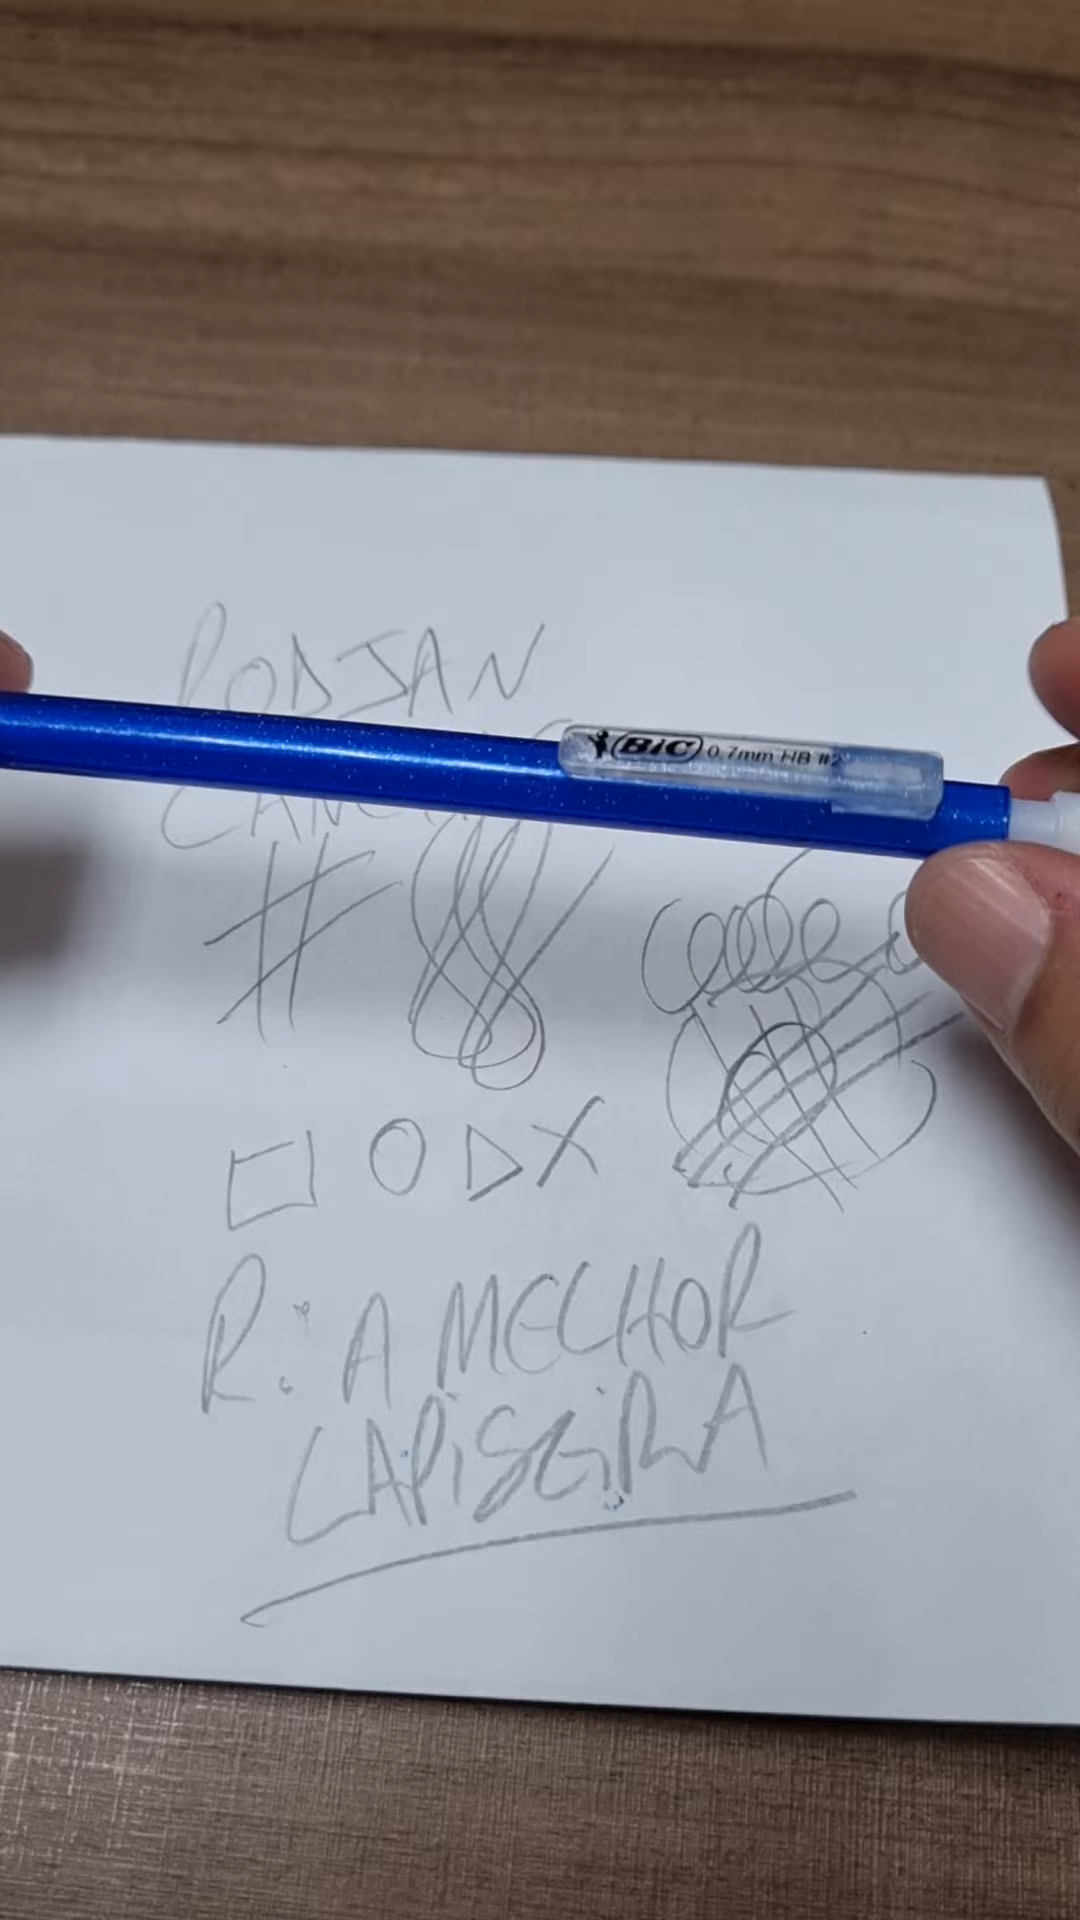 RODJAN
BiC 0.7mm HB #2
#
□ O ▷ X
R: A MELHOR
LAPiSEiRA